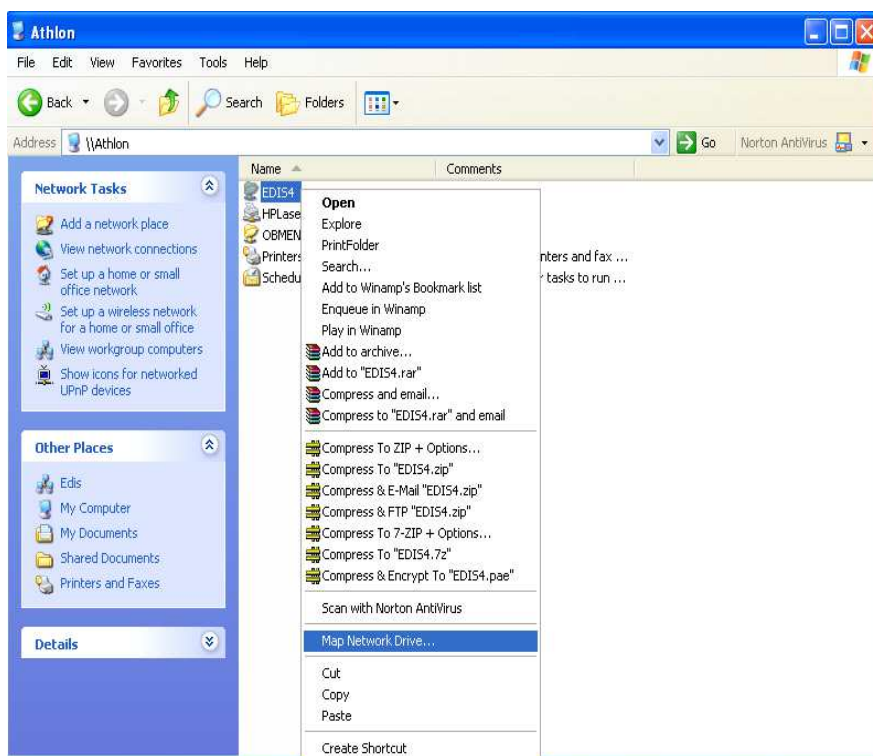 Athlon
File Edit View Favorites Tools Help
Back Search Folders
Address \\Athlon Go Norton AntiVirus
Name Comments
Network Tasks
Add a network place
View network connections
Set up a home or small
office network
Set up a wireless network
for a home or small office
View workgroup computers
Show icons for networked
UPnP devices
Other Places
Edis
My Computer
My Documents
Shared Documents
Printers and Faxes
Details
EDIS4
HPLase
OBMEN
Printers nters and fax ...
Schedu r tasks to run ...
Open
Explore
PrintFolder
Search...
Add to Winamp's Bookmark list
Enqueue in Winamp
Play in Winamp
Add to archive...
Add to "EDIS4.rar"
Compress and email...
Compress to "EDIS4.rar" and email
Compress To ZIP + Options...
Compress To "EDIS4.zip"
Compress & E-Mail "EDIS4.zip"
Compress & FTP "EDIS4.zip"
Compress To 7-ZIP + Options...
Compress To "EDIS4.7z"
Compress & Encrypt To "EDIS4.pae"
Scan with Norton AntiVirus
Map Network Drive...
Cut
Copy
Paste
Create Shortcut